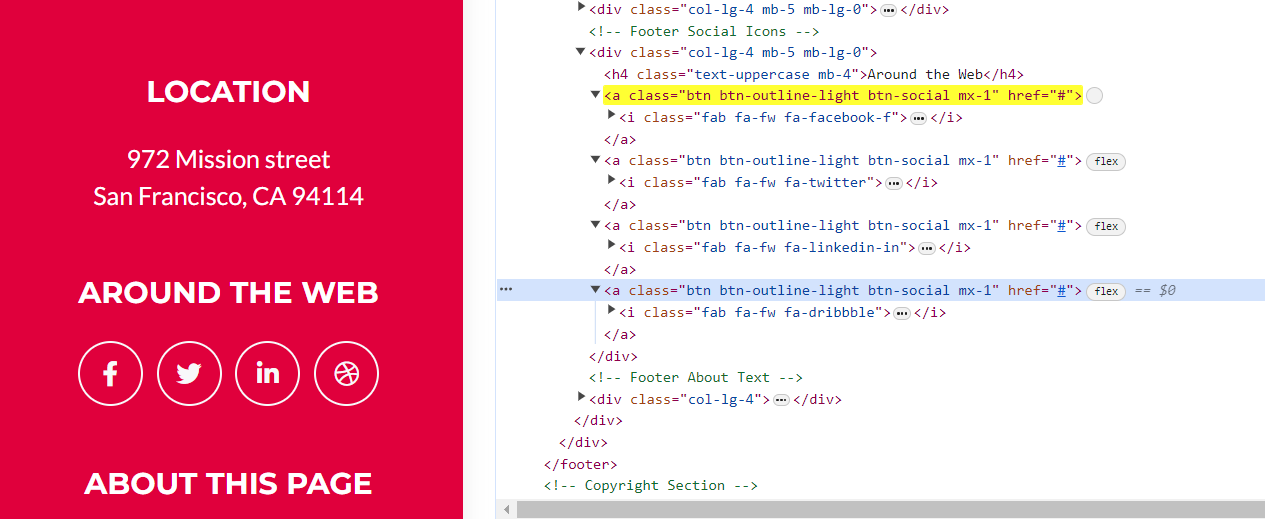 LOCATION
972 Mission street
San Francisco, CA 94114
AROUND THE WEB
ABOUT THIS PAGE
<div class="col-lg-4 mb-5 mb-lg-0"> ••• </div>
<!-- Footer Social Icons -->
<div class="col-lg-4 mb-5 mb-lg-0">
<h4 class="text-uppercase mb-4">Around the Web</h4>
<a class="btn btn-outline-light btn-social mx-1" href="#">
<i class="fab fa-fw fa-facebook-f"> ••• </i>
</a>
<a class="btn btn-outline-light btn-social mx-1" href="#"> flex
<i class="fab fa-fw fa-twitter"> ••• </i>
</a>
<a class="btn btn-outline-light btn-social mx-1" href="#"> flex
<i class="fab fa-fw fa-linkedin-in"> ••• </i>
</a>
••• <a class="btn btn-outline-light btn-social mx-1" href="#"> flex == $0
<i class="fab fa-fw fa-dribbble"> ••• </i>
</a>
</div>
<!-- Footer About Text -->
<div class="col-lg-4"> ••• </div>
</div>
</div>
</footer>
<!-- Copyright Section -->